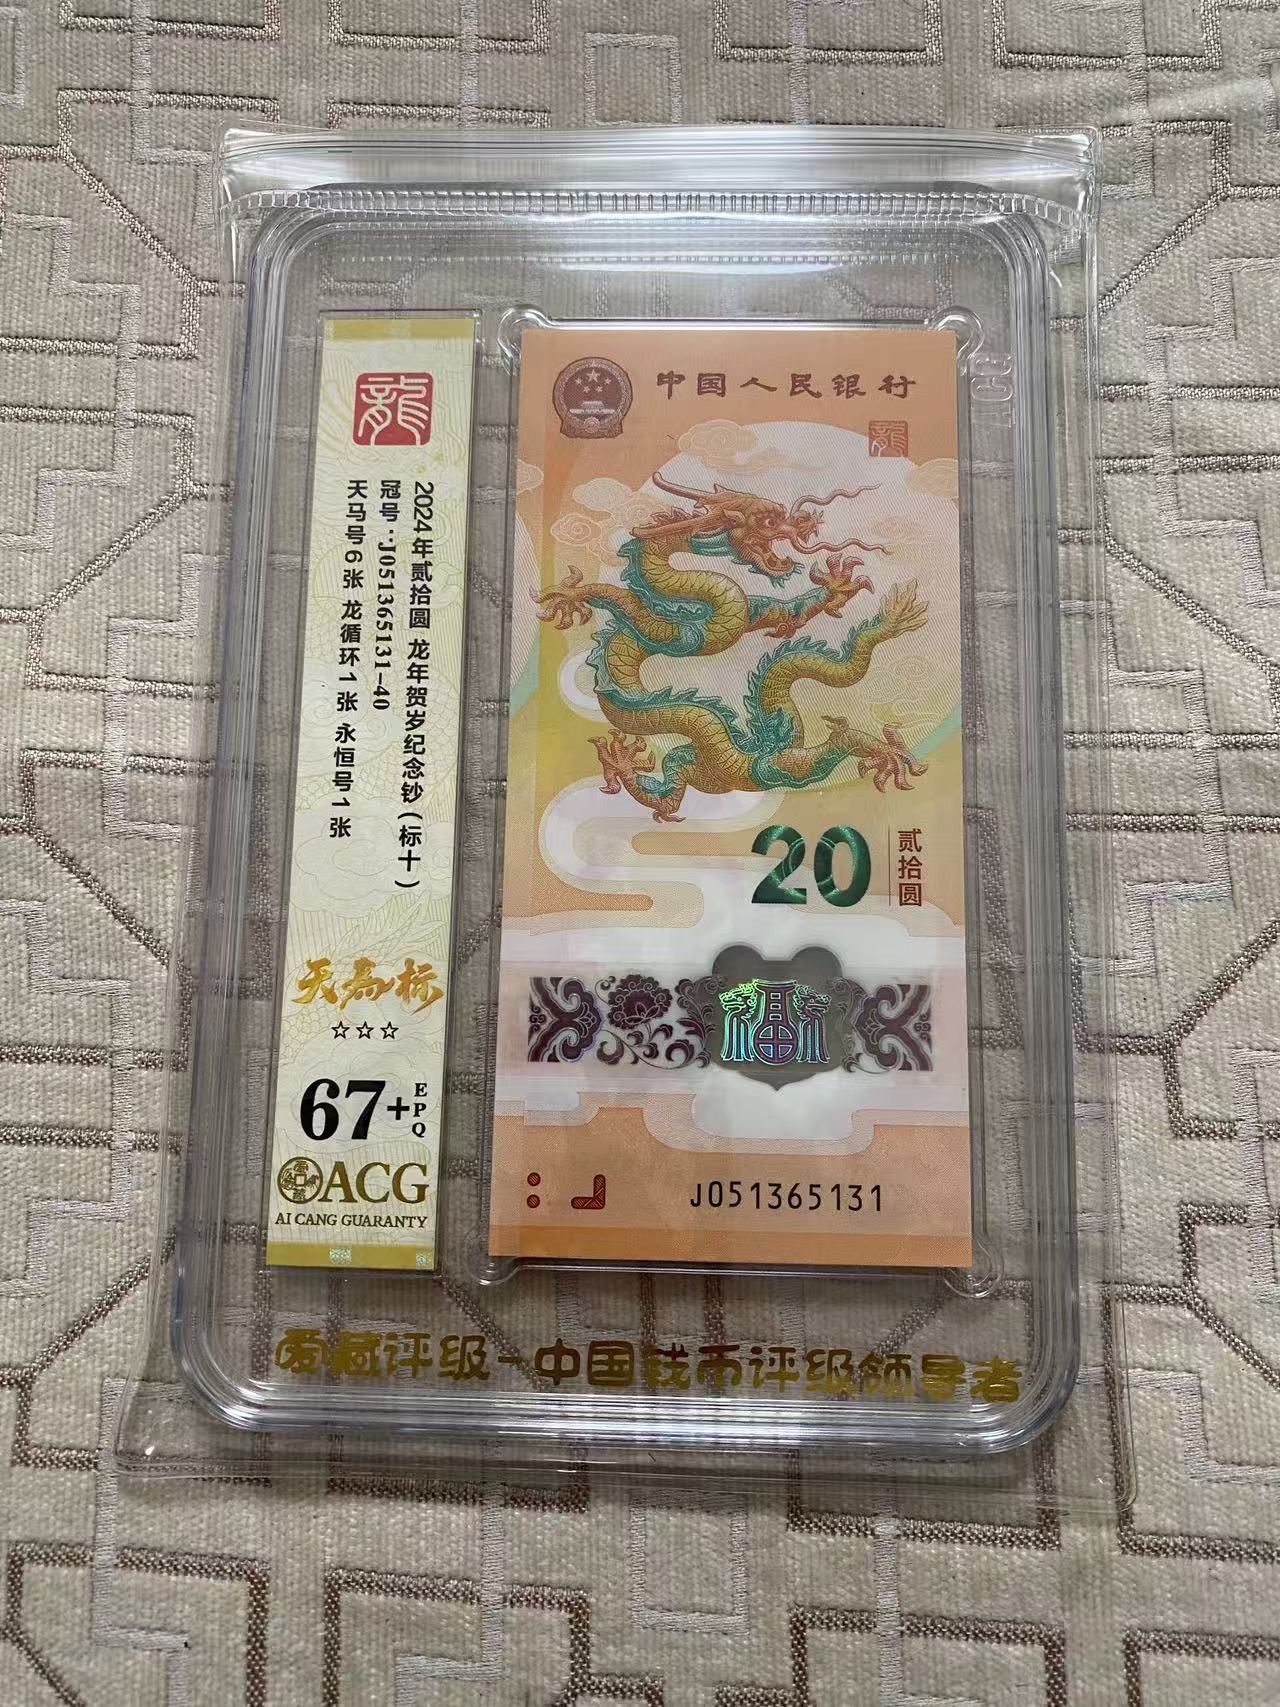 龍
2024年贰拾圆 龙年贺岁纪念钞(标十)
冠号:J051365131-40
天马号6张 龙循环1张 永恒号1张
天马标
☆☆☆
67+
EPQ
ACG
AI CANG GUARANTY
中国人民银行
龍
20
贰拾圆
福
J051365131
爱藏评级-中国钱币评级领导者